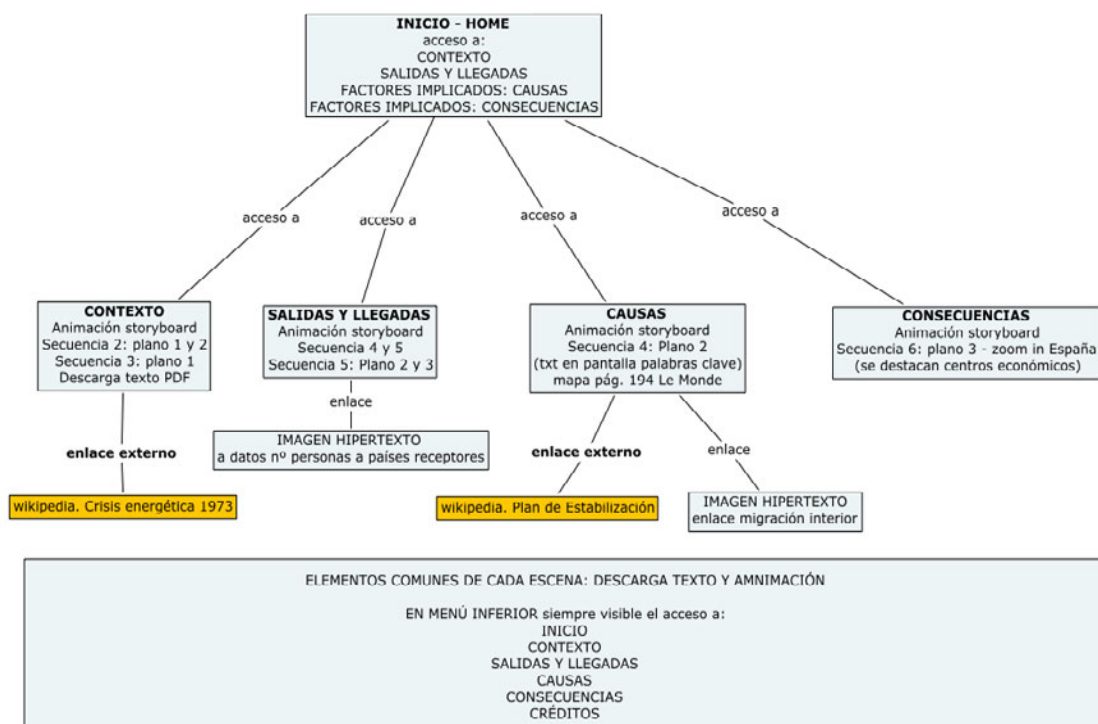 INICIO - HOME
acceso a:
CONTEXTO
SALIDAS Y LLEGADAS
FACTORES IMPLICADOS: CAUSAS
FACTORES IMPLICADOS: CONSECUENCIAS
acceso a
acceso a
acceso a
acceso a
CONTEXTO
Animación storyboard
Secuencia 2: plano 1 y 2
Secuencia 3: plano 1
Descarga texto PDF
SALIDAS Y LLEGADAS
Animación storyboard
Secuencia 4 y 5
Secuencia 5: Plano 2 y 3
CAUSAS
Animación storyboard
Secuencia 4: Plano 2
(txt en pantalla palabras clave)
mapa pág. 194 Le Monde
CONSECUENCIAS
Animación storyboard
Secuencia 6: plano 3 - zoom in España
(se destacan centros económicos)
enlace externo
enlace
enlace externo
enlace
wikipedia. Crisis energética 1973
IMAGEN HIPERTEXTO
a datos nº personas a países receptores
wikipedia. Plan de Estabilización
IMAGEN HIPERTEXTO
enlace migración interior
ELEMENTOS COMUNES DE CADA ESCENA: DESCARGA TEXTO Y AMNIMACIÓN
EN MENÚ INFERIOR siempre visible el acceso a:
INICIO
CONTEXTO
SALIDAS Y LLEGADAS
CAUSAS
CONSECUENCIAS
CRÉDITOS